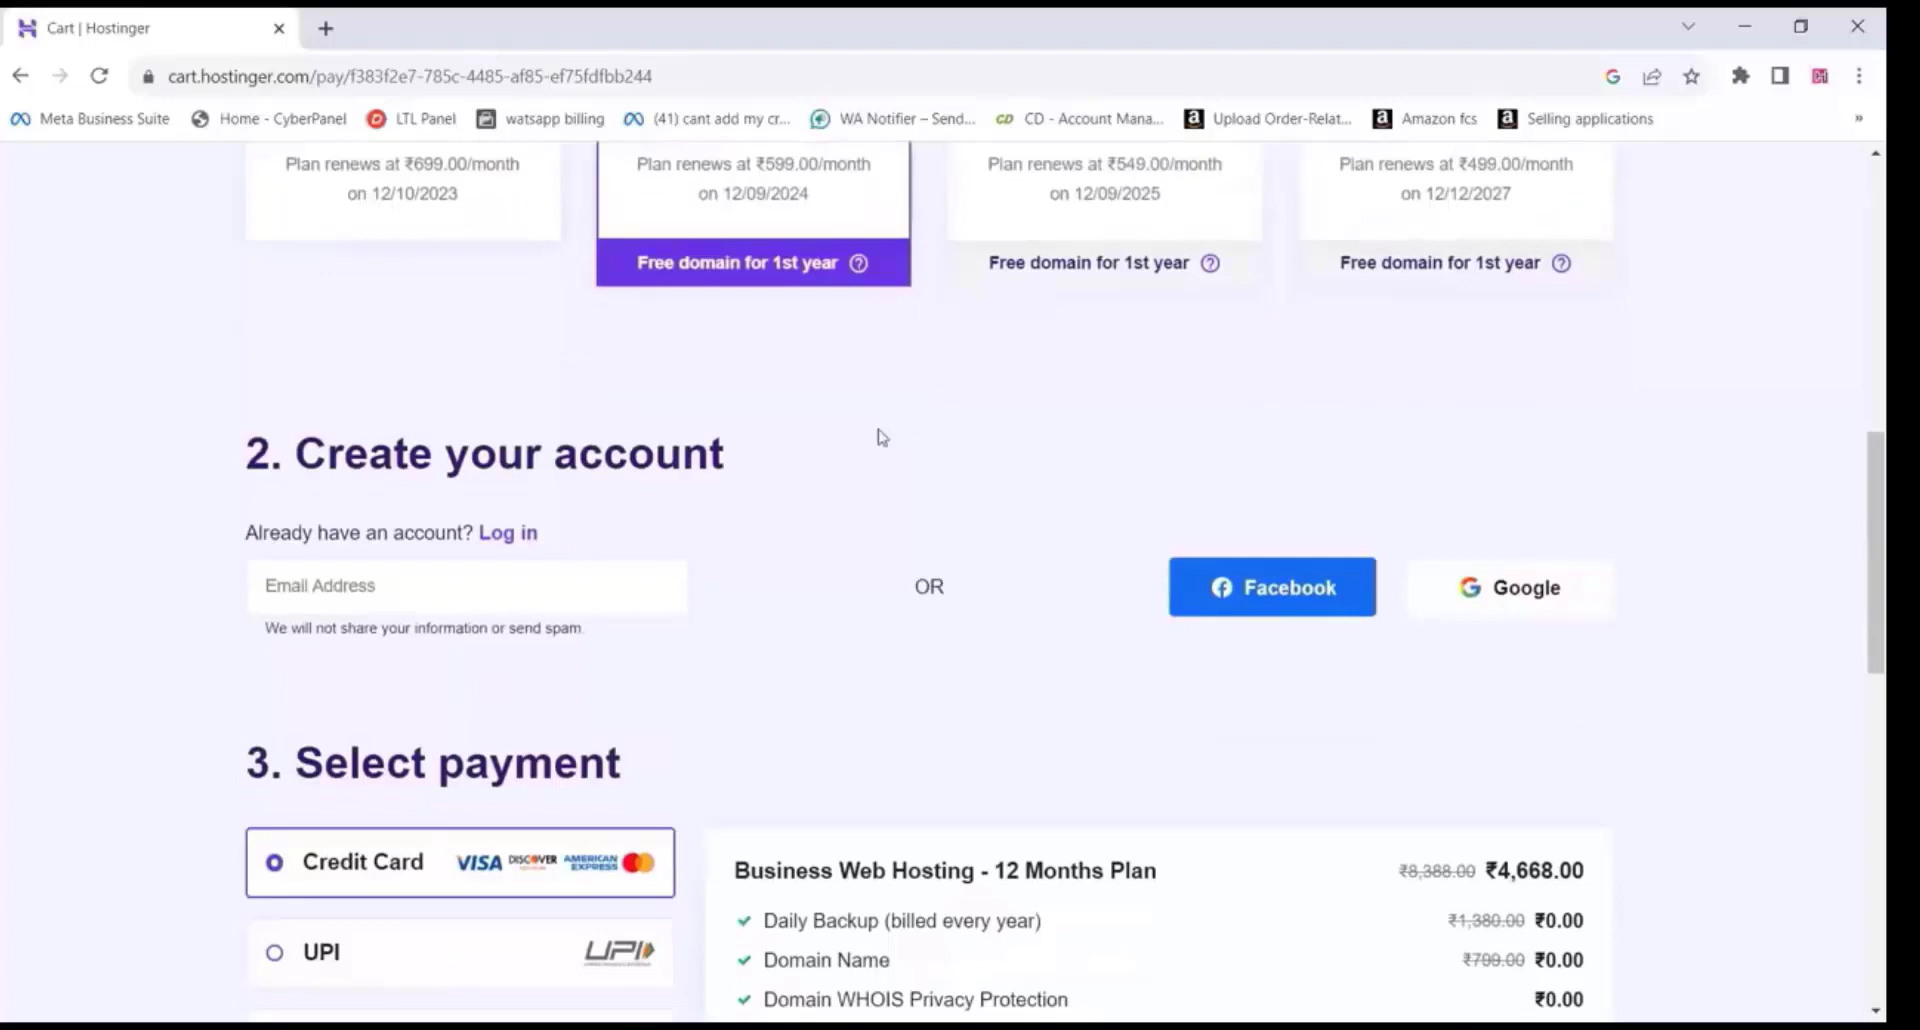 Cart | Hostinger
cart.hostinger.com/pay/f383f2e7-785c-4485-af85-ef75fdfbb244
Meta Business Suite Home - CyberPanel LTL Panel watsapp billing (41) cant add my cr... WA Notifier – Send... CD CD - Account Mana... Upload Order-Relat... Amazon fcs Selling applications »
Plan renews at ₹699.00/month Plan renews at ₹599.00/month Plan renews at ₹549.00/month Plan renews at ₹499.00/month
on 12/10/2023 on 12/09/2024 on 12/09/2025 on 12/12/2027
Free domain for 1st year Free domain for 1st year Free domain for 1st year
2. Create your account
Already have an account? Log in
Email Address OR Facebook Google
We will not share your information or send spam.
3. Select payment
Credit Card VISA DISCOVER AMERICAN EXPRESS
Business Web Hosting - 12 Months Plan ₹8,388.00 ₹4,668.00
Daily Backup (billed every year) ₹1,380.00 ₹0.00
UPI UPI
Domain Name ₹799.00 ₹0.00
Domain WHOIS Privacy Protection ₹0.00